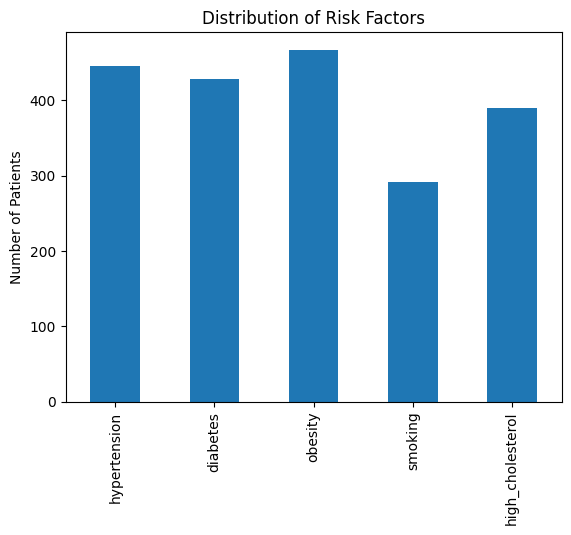 Distribution of Risk Factors
Number of Patients
400
300
200
100
0
hypertension
diabetes
obesity
smoking
high_cholesterol